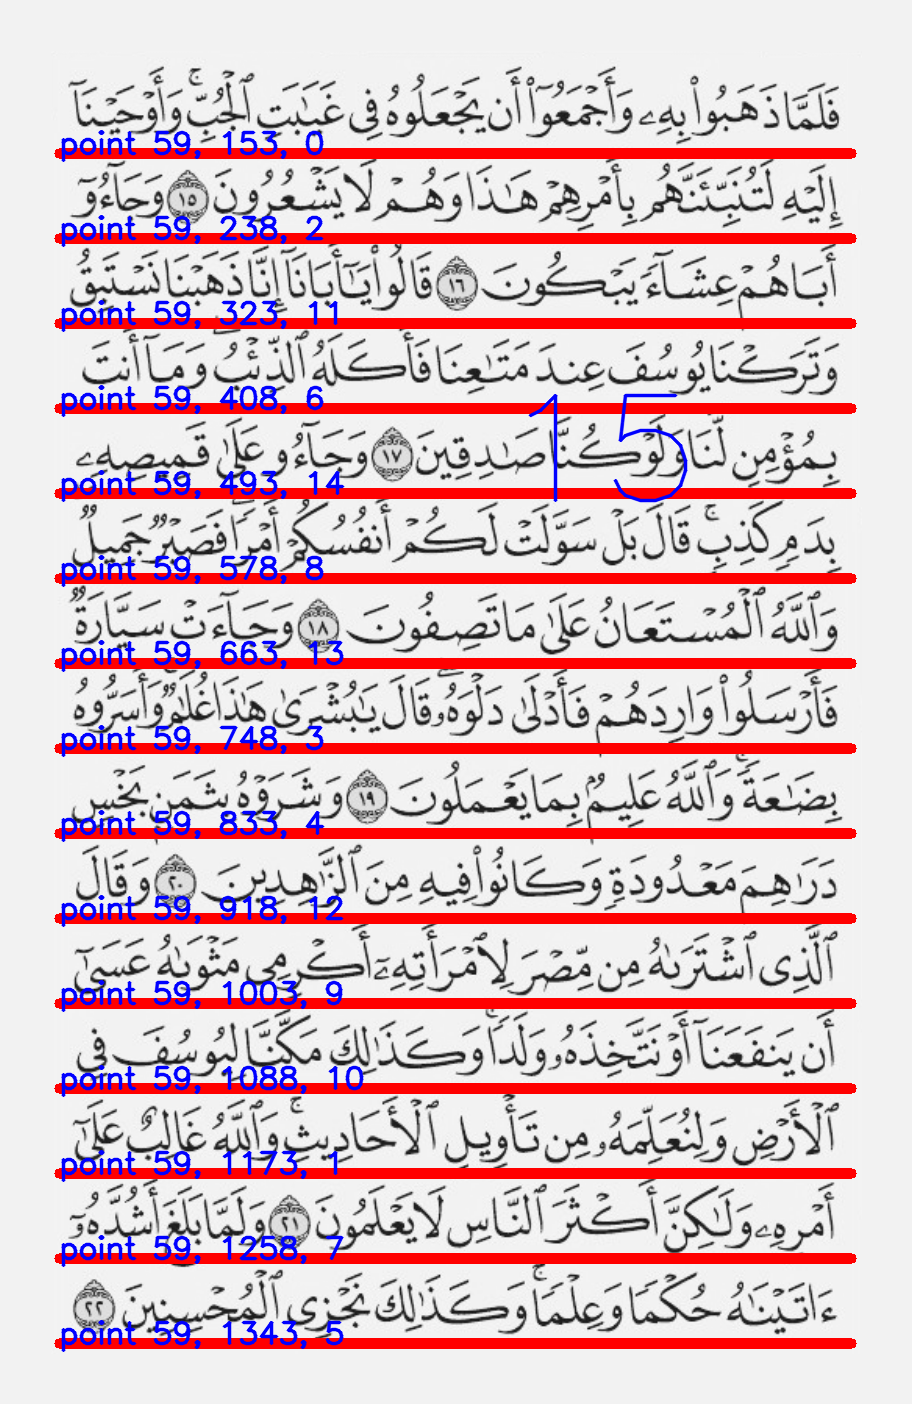 فَلَمَّا ذَهَبُوا۟ بِهِۦ وَأَجْمَعُوٓا۟ أَن يَجْعَلُوهُ فِى غَيَـٰبَتِ ٱلْجُبِّ ۚ وَأَوْحَيْنَآ
point 59, 153, 0
إِلَيْهِ لَتُنَبِّئَنَّهُم بِأَمْرِهِمْ هَـٰذَا وَهُمْ لَا يَشْعُرُونَ ١٥ وَجَآءُوٓ
point 59, 238, 2
أَبَاهُمْ عِشَآءً يَبْكُونَ ١٦ قَالُوا۟ يَـٰٓأَبَانَآ إِنَّا ذَهَبْنَا نَسْتَبِقُ
point 59, 323, 11
وَتَرَكْنَا يُوسُفَ عِندَ مَتَـٰعِنَا فَأَكَلَهُ ٱلذِّئْبُ ۖ وَمَآ أَنتَ
point 59, 408, 6
15
بِمُؤْمِنٍ لَّنَا وَلَوْ كُنَّا صَـٰدِقِينَ ١٧ وَجَآءُو عَلَىٰ قَمِيصِهِۦ
point 59, 493, 14
بِدَمٍ كَذِبٍ ۚ قَالَ بَلْ سَوَّلَتْ لَكُمْ أَنفُسُكُمْ أَمْرًا ۖ فَصَبْرٌ جَمِيلٌ
point 59, 578, 8
وَٱللَّهُ ٱلْمُسْتَعَانُ عَلَىٰ مَا تَصِفُونَ ١٨ وَجَآءَتْ سَيَّارَةٌ
point 59, 663, 13
فَأَرْسَلُوا۟ وَارِدَهُمْ فَأَدْلَىٰ دَلْوَهُۥ ۖ قَالَ يَـٰبُشْرَىٰ هَـٰذَا غُلَـٰمٌ ۚ وَأَسَرُّوهُ
point 59, 748, 3
بِضَـٰعَةً ۚ وَٱللَّهُ عَلِيمٌۢ بِمَا يَعْمَلُونَ ١٩ وَشَرَوْهُ بِثَمَنٍۭ بَخْسٍ
point 59, 833, 4
دَرَٰهِمَ مَعْدُودَةٍ وَكَانُوا۟ فِيهِ مِنَ ٱلزَّٰهِدِينَ ٢٠ وَقَالَ
point 59, 918, 12
ٱلَّذِى ٱشْتَرَىٰهُ مِن مِّصْرَ لِٱمْرَأَتِهِۦٓ أَكْرِمِى مَثْوَىٰهُ عَسَىٰٓ
point 59, 1003, 9
أَن يَنفَعَنَآ أَوْ نَتَّخِذَهُۥ وَلَدًا ۚ وَكَذَٰلِكَ مَكَّنَّا لِيُوسُفَ فِى
point 59, 1088, 10
ٱلْأَرْضِ وَلِنُعَلِّمَهُۥ مِن تَأْوِيلِ ٱلْأَحَادِيثِ ۚ وَٱللَّهُ غَالِبٌ عَلَىٰٓ
point 59, 1173, 1
أَمْرِهِۦ وَلَـٰكِنَّ أَكْثَرَ ٱلنَّاسِ لَا يَعْلَمُونَ ٢١ وَلَمَّا بَلَغَ أَشُدَّهُۥٓ
point 59, 1258, 7
ءَاتَيْنَـٰهُ حُكْمًا وَعِلْمًا ۚ وَكَذَٰلِكَ نَجْزِى ٱلْمُحْسِنِينَ ٢٢
point 59, 1343, 5